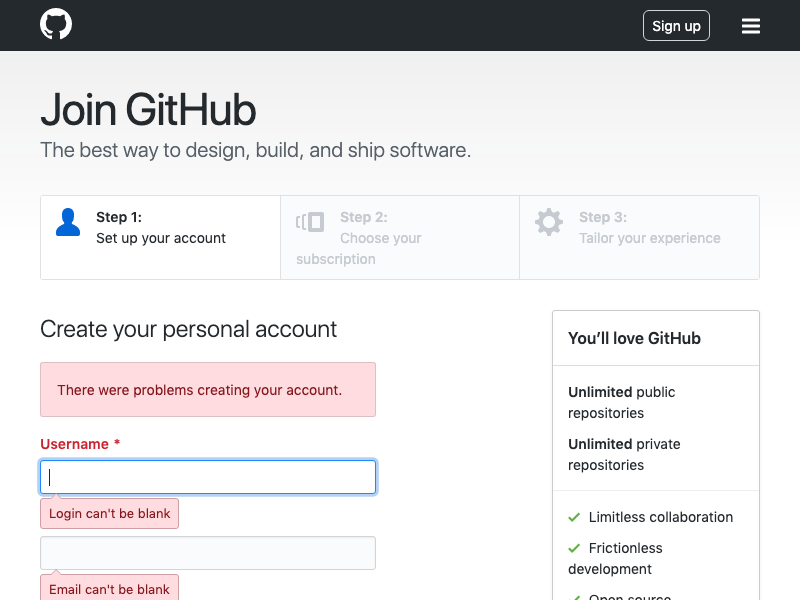 Sign up
Join GitHub
The best way to design, build, and ship software.
Step 1:
Set up your account
Step 2:
Choose your
subscription
Step 3:
Tailor your experience
Create your personal account
There were problems creating your account.
Username *
Login can't be blank
Email can't be blank
You’ll love GitHub
Unlimited public
repositories
Unlimited private
repositories
Limitless collaboration
Frictionless
development
Open source